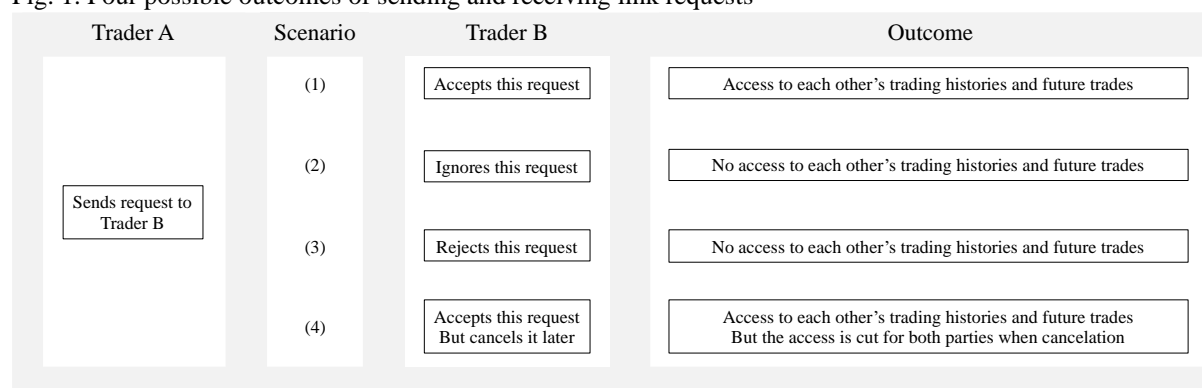 Fig. 1. Four possible outcomes of sending and receiving link requests
Trader A Scenario Trader B Outcome
(1) Accepts this request Access to each other's trading histories and future trades
(2) Ignores this request No access to each other's trading histories and future trades
Sends request to
Trader B
(3) Rejects this request No access to each other's trading histories and future trades
(4) Accepts this request Access to each other's trading histories and future trades
But cancels it later But the access is cut for both parties when cancelation